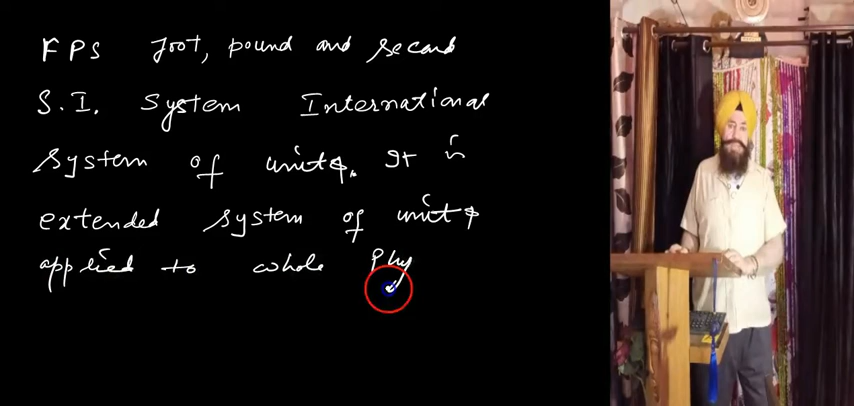 FPS foot, pound and second
S.I. System International
System of units. It is
extended system of units
applied to whole Phy